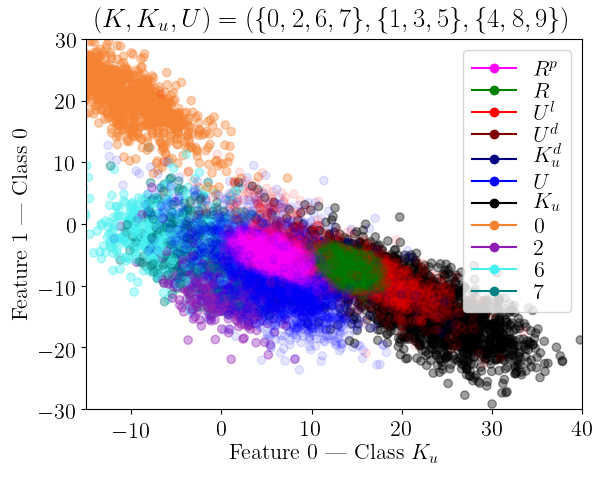 (K, K_u, U) = ({0, 2, 6, 7}, {1, 3, 5}, {4, 8, 9})
30
20
10
0
−10
−20
−30
Feature 1 — Class 0
R^p
R
U^l
U^d
K_u^d
U
K_u
0
2
6
7
−10
0
10
20
30
40
Feature 0 — Class K_u